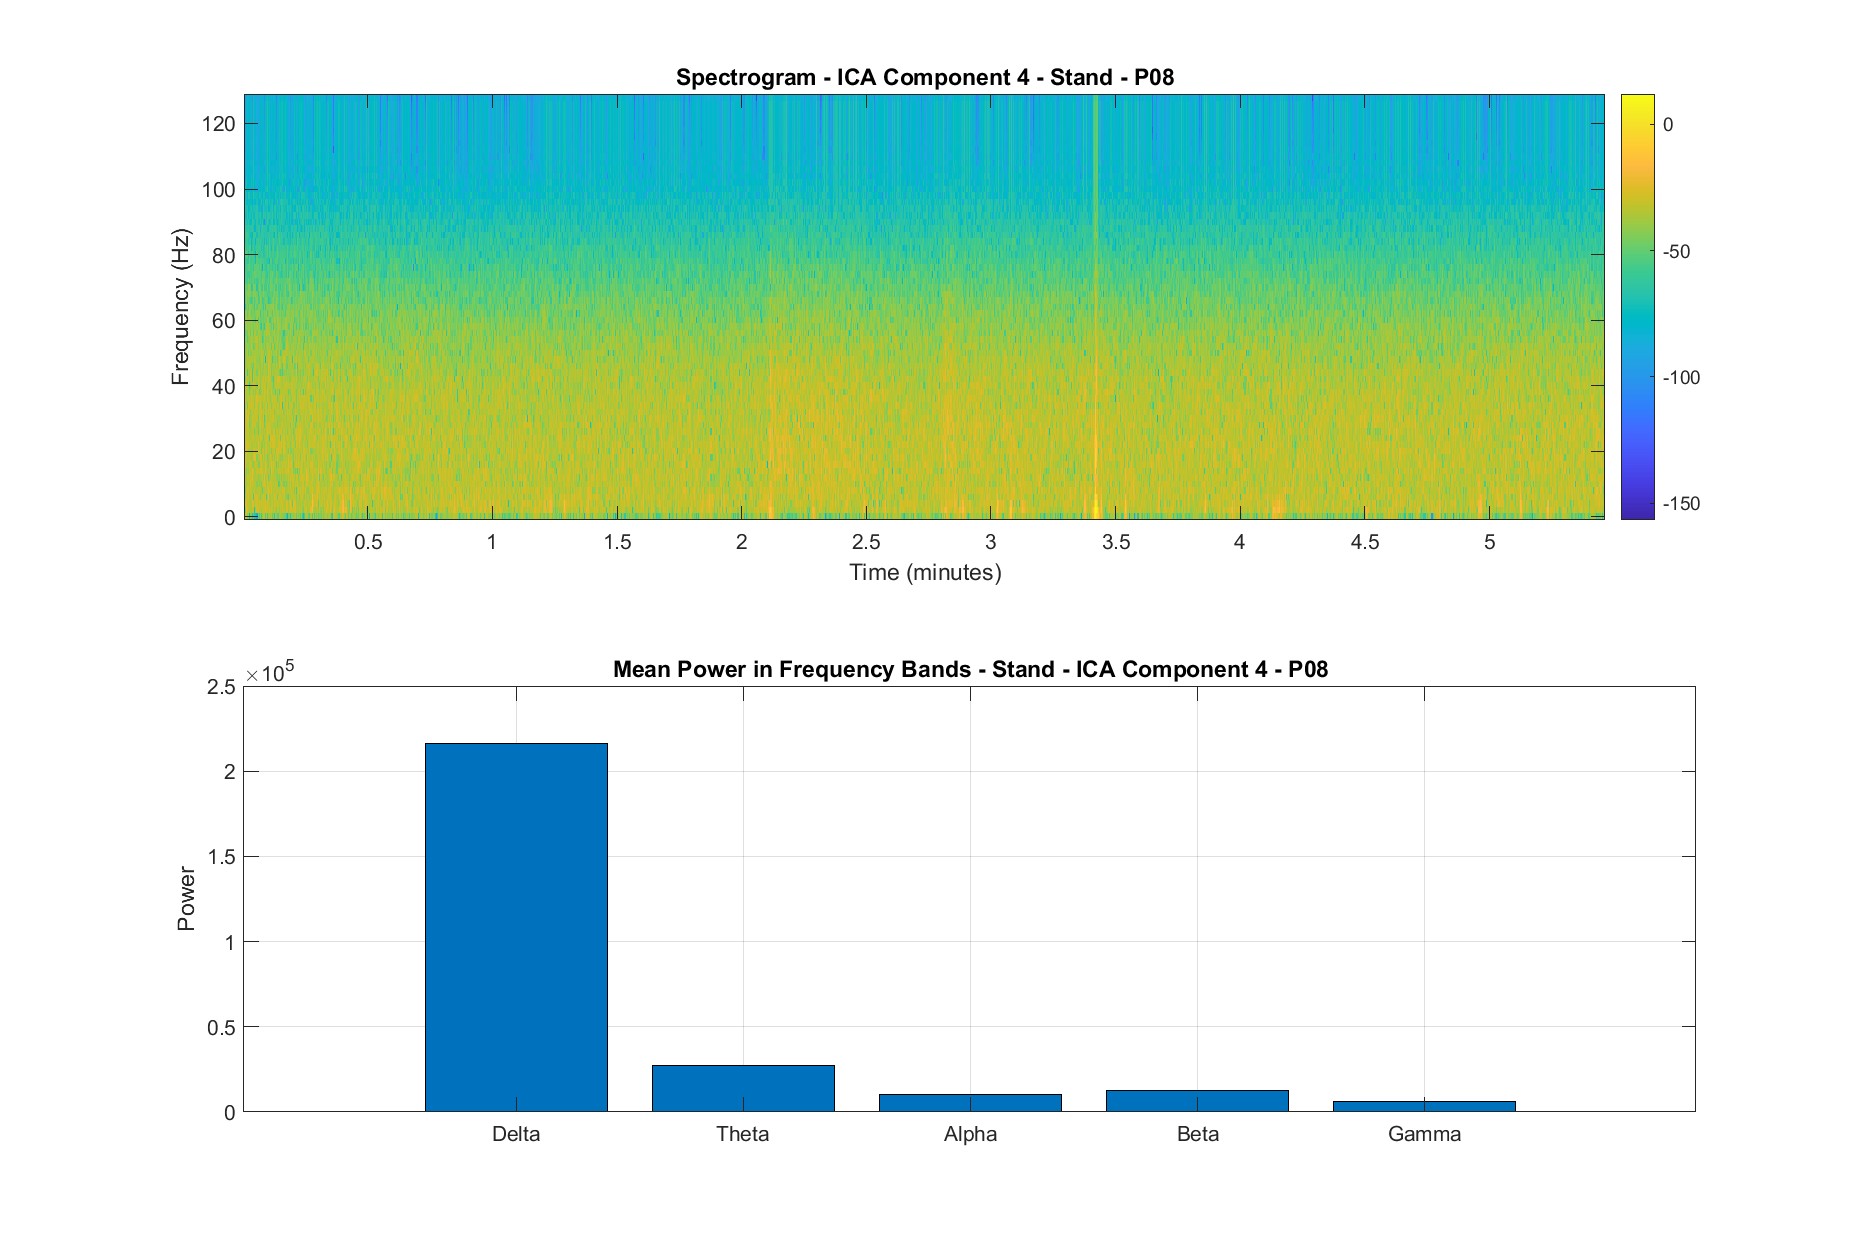 Spectrogram - ICA Component 4 - Stand - P08
120
100
80
60
40
20
0
Frequency (Hz)
0.5 1 1.5 2 2.5 3 3.5 4 4.5 5
Time (minutes)
0
-50
-100
-150
Mean Power in Frequency Bands - Stand - ICA Component 4 - P08
×10^5
2.5
2
1.5
1
0.5
0
Power
Delta Theta Alpha Beta Gamma